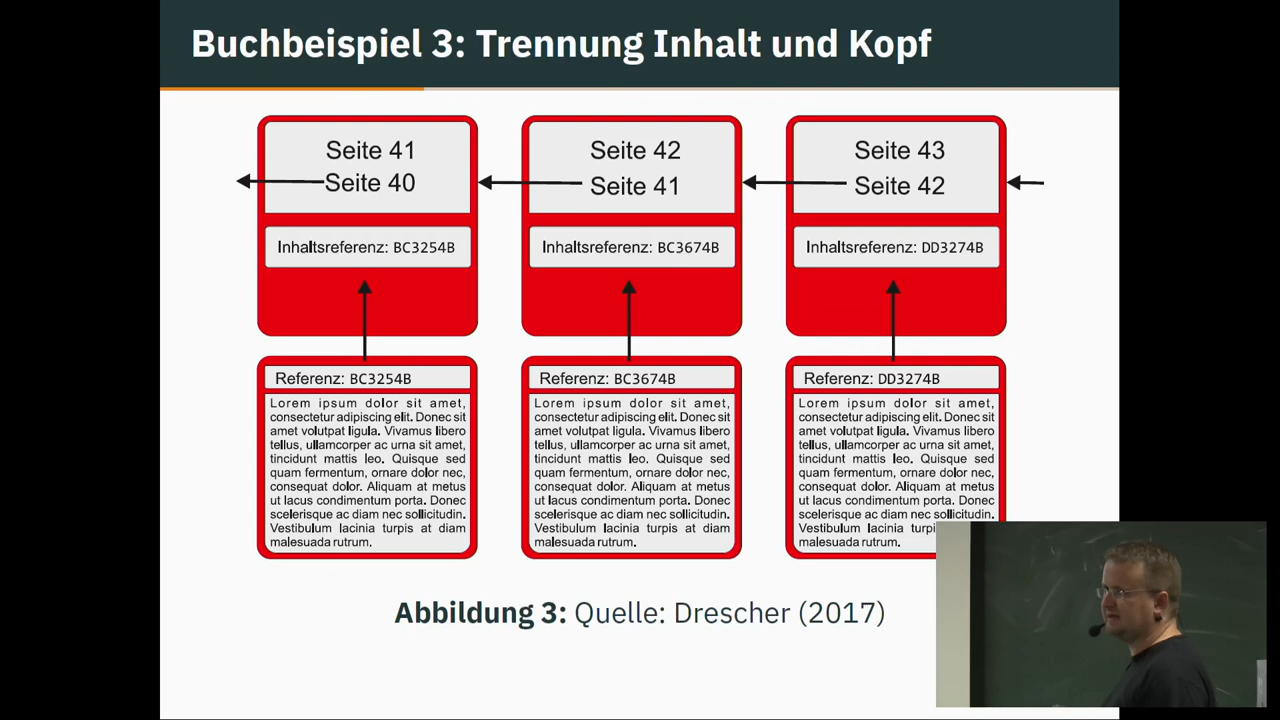 Buchbeispiel 3: Trennung Inhalt und Kopf
Seite 41
Seite 40
Inhaltsreferenz: BC3254B
Seite 42
Seite 41
Inhaltsreferenz: BC3674B
Seite 43
Seite 42
Inhaltsreferenz: DD3274B
Referenz: BC3254B
Lorem ipsum dolor sit amet,
consectetur adipiscing elit. Donec sit
amet volutpat ligula. Vivamus libero
tellus, ullamcorper ac urna sit amet,
tincidunt mattis leo. Quisque sed
quam fermentum, ornare dolor nec,
consequat dolor. Aliquam at metus
ut lacus condimentum porta. Donec
scelerisque ac diam nec sollicitudin.
Vestibulum lacinia turpis at diam
malesuada rutrum.
Referenz: BC3674B
Lorem ipsum dolor sit amet,
consectetur adipiscing elit. Donec sit
amet volutpat ligula. Vivamus libero
tellus, ullamcorper ac urna sit amet,
tincidunt mattis leo. Quisque sed
quam fermentum, ornare dolor nec,
consequat dolor. Aliquam at metus
ut lacus condimentum porta. Donec
scelerisque ac diam nec sollicitudin.
Vestibulum lacinia turpis at diam
malesuada rutrum.
Referenz: DD3274B
Lorem ipsum dolor sit amet,
consectetur adipiscing elit. Donec sit
amet volutpat ligula. Vivamus libero
tellus, ullamcorper ac urna sit amet,
tincidunt mattis leo. Quisque sed
quam fermentum, ornare dolor nec,
consequat dolor. Aliquam at metus
ut lacus condimentum porta. Donec
scelerisque ac diam nec sollicitudin.
Vestibulum lacinia turpi
malesuada rutrum.
Abbildung 3: Quelle: Drescher (2017)